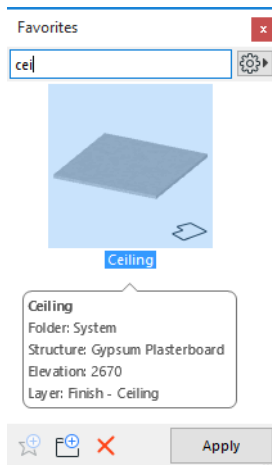 Favorites
x
cei
Ceiling
Ceiling
Folder: System
Structure: Gypsum Plasterboard
Elevation: 2670
Layer: Finish - Ceiling
Apply